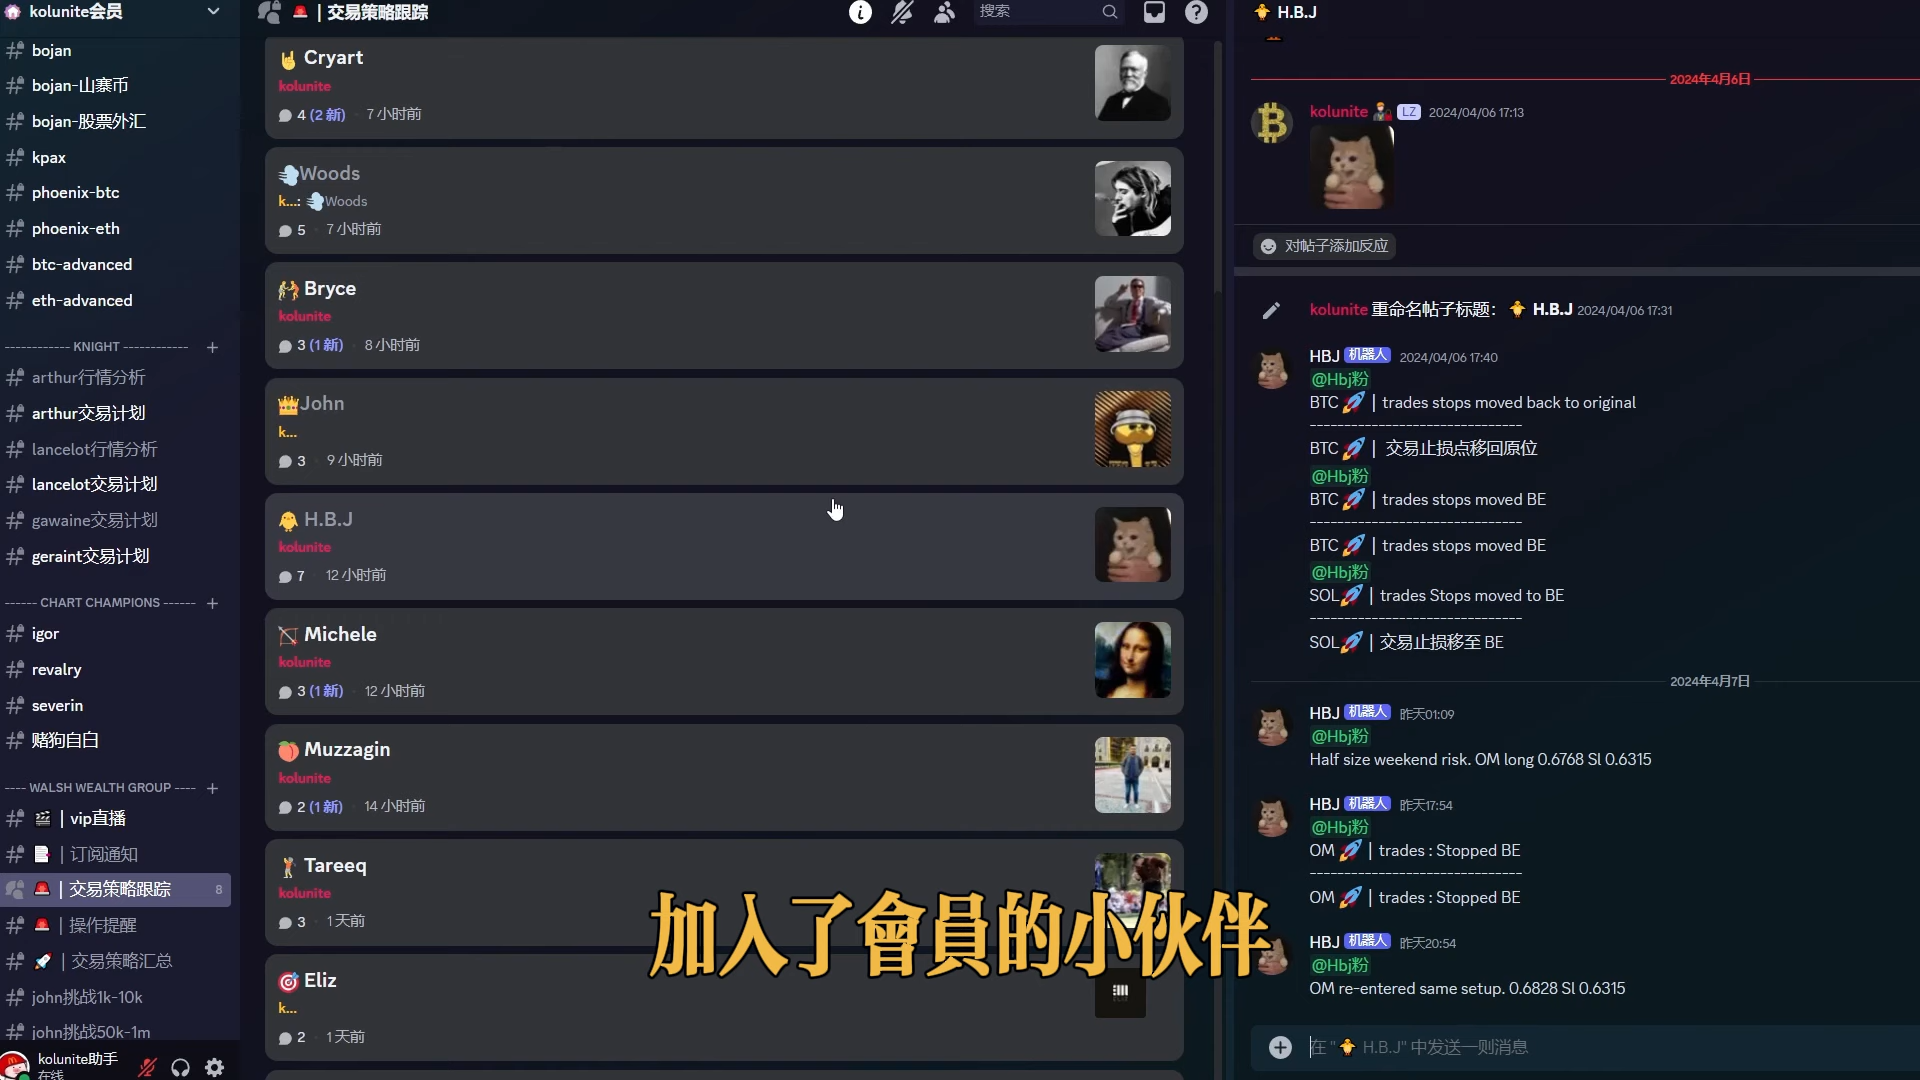 kolunite会员
bojan
bojan-山寨币
bojan-股票外汇
kpax
phoenix-btc
phoenix-eth
btc-advanced
eth-advanced
------------ KNIGHT ------------
arthur行情分析
arthur交易计划
lancelot行情分析
lancelot交易计划
gawaine交易计划
geraint交易计划
------ CHART CHAMPIONS ------
igor
revalry
severin
赌狗自白
---- WALSH WEALTH GROUP ----
| vip直播
| 订阅通知
| 交易策略跟踪 8
| 操作提醒
| 交易策略汇总
john挑战1k-10k
john挑战50k-1m
kolunite助手
在线
| 交易策略跟踪
搜索
Cryart
kolunite
4 (2 新) · 7 小时前
Woods
k...: Woods
5 · 7 小时前
Bryce
kolunite
3 (1 新) · 8 小时前
John
k...
3 · 9 小时前
H.B.J
kolunite
7 · 12 小时前
Michele
kolunite
3 (1 新) · 12 小时前
Muzzagin
kolunite
2 (1 新) · 14 小时前
Tareeq
kolunite
3 · 1 天前
Eliz
k...
2 · 1 天前
加入了會員的小伙伴
H.B.J
2024年4月6日
kolunite LZ 2024/04/06 17:13
对帖子添加反应
kolunite 重命名帖子标题： H.B.J 2024/04/06 17:31
HBJ 机器人 2024/04/06 17:40
@Hbj粉
BTC 🚀 | trades stops moved back to original
-------------------------------
BTC 🚀 | 交易止损点移回原位
@Hbj粉
BTC 🚀 | trades stops moved BE
-------------------------------
BTC 🚀 | trades stops moved BE
@Hbj粉
SOL🚀 | trades Stops moved to BE
-------------------------------
SOL🚀 | 交易止损移至 BE
2024年4月7日
HBJ 机器人 昨天01:09
@Hbj粉
Half size weekend risk. OM long 0.6768 Sl 0.6315
HBJ 机器人 昨天17:54
@Hbj粉
OM 🚀 | trades : Stopped BE
-------------------------------
OM 🚀 | trades : Stopped BE
HBJ 机器人 昨天20:54
@Hbj粉
OM re-entered same setup. 0.6828 Sl 0.6315
在 " H.B.J" 中发送一则消息